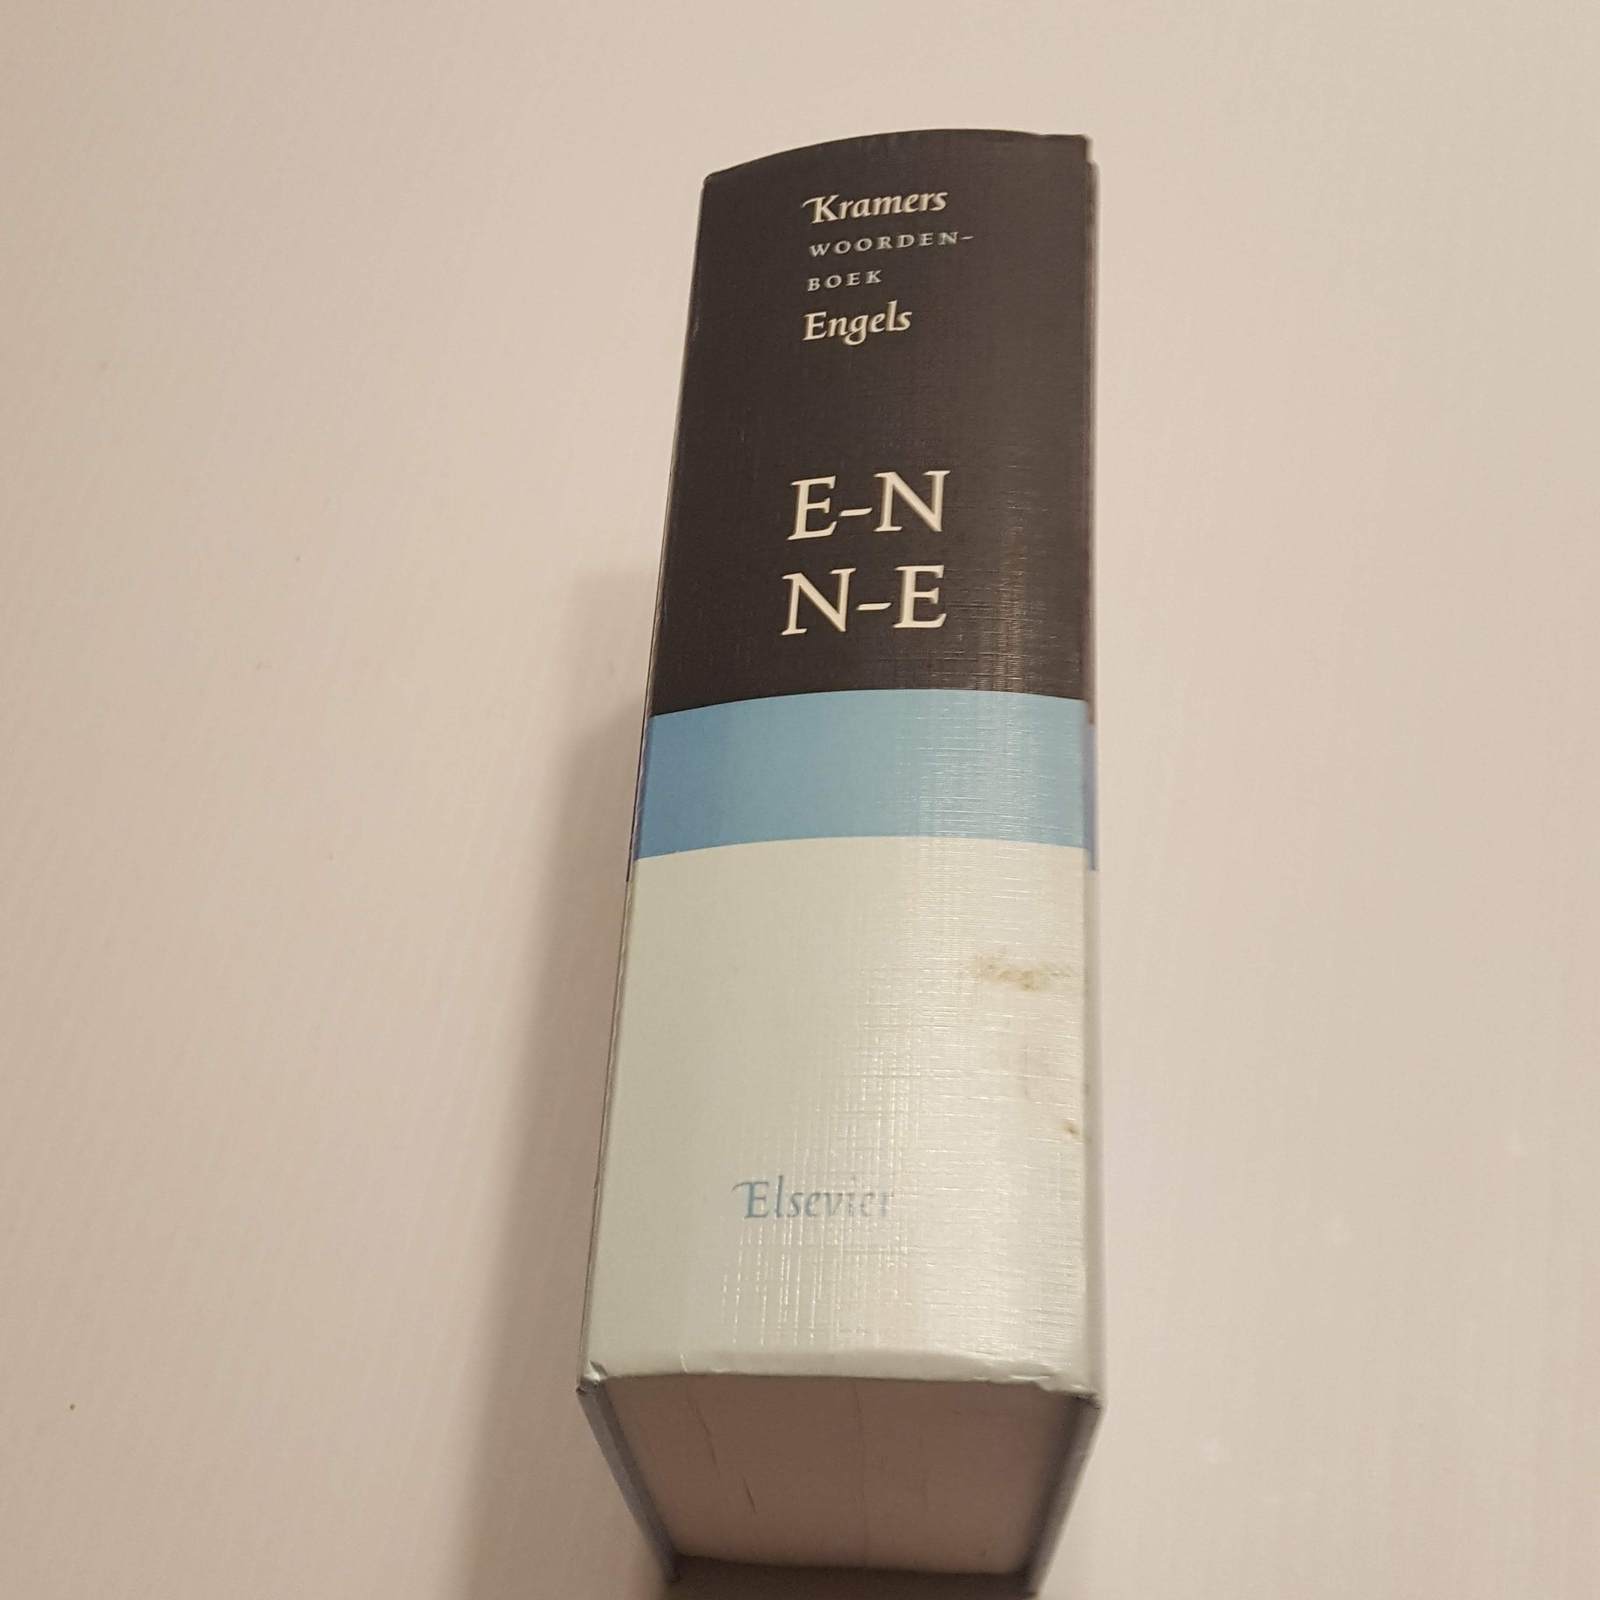 Kramers
WOORDEN-
BOEK
Engels
E-N
N-E
Elsevier